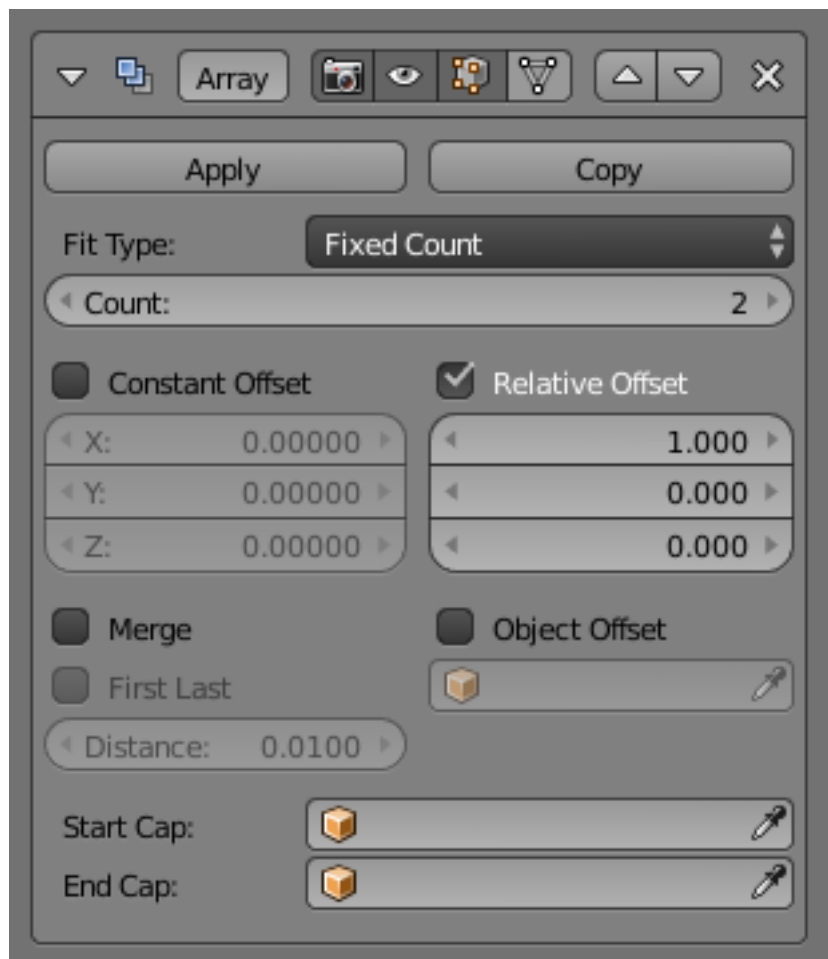 Array
Apply Copy
Fit Type: Fixed Count
Count: 2
Constant Offset Relative Offset
X: 0.00000 1.000
Y: 0.00000 0.000
Z: 0.00000 0.000
Merge Object Offset
First Last
Distance: 0.0100
Start Cap:
End Cap: